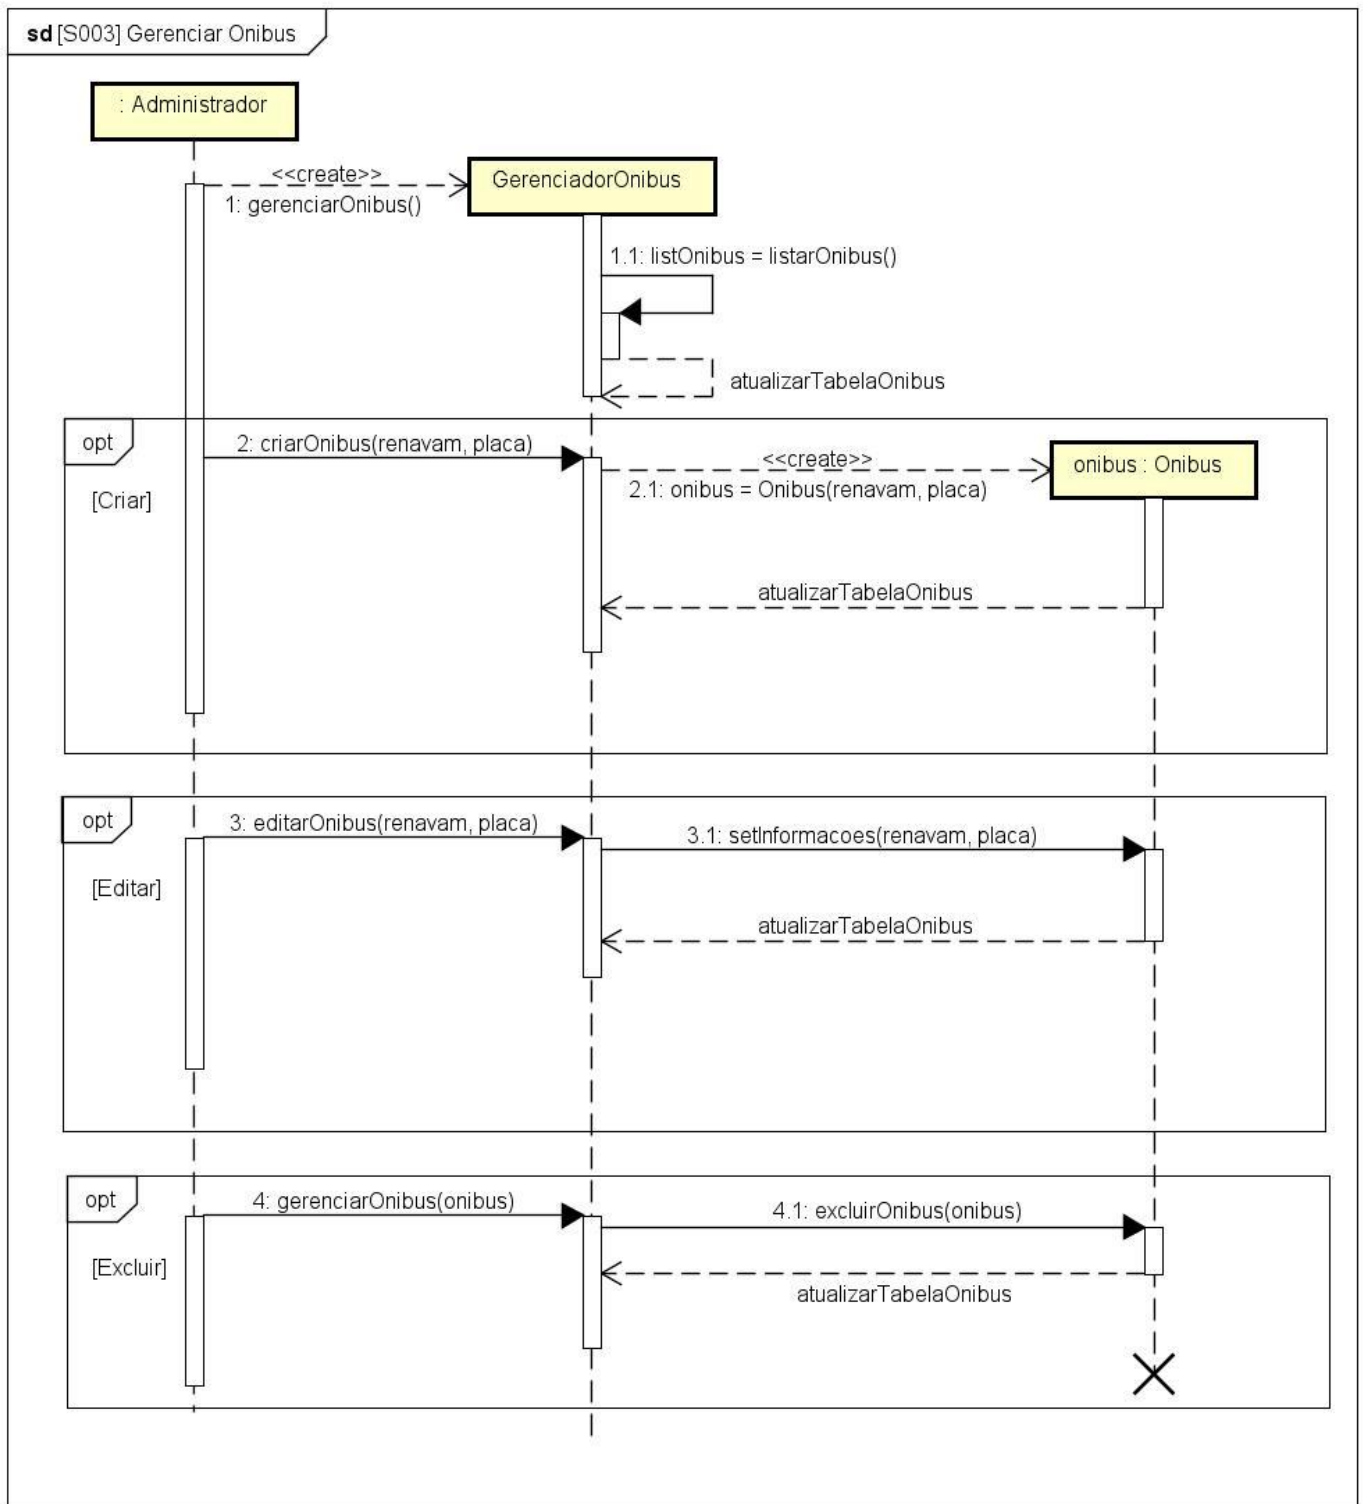 sd [S003] Gerenciar Onibus
: Administrador
<<create>>
1: gerenciarOnibus()
GerenciadorOnibus
1.1: listOnibus = listarOnibus()
atualizarTabelaOnibus
opt
[Criar]
2: criarOnibus(renavam, placa)
<<create>>
2.1: onibus = Onibus(renavam, placa)
onibus : Onibus
atualizarTabelaOnibus
opt
[Editar]
3: editarOnibus(renavam, placa)
3.1: setInformacoes(renavam, placa)
atualizarTabelaOnibus
opt
[Excluir]
4: gerenciarOnibus(onibus)
4.1: excluirOnibus(onibus)
atualizarTabelaOnibus